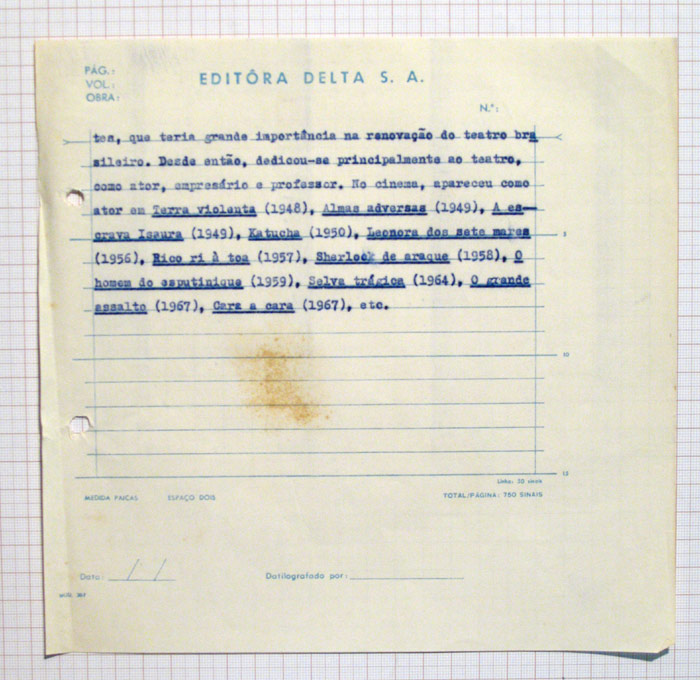 PÁG.:
VOL.:
OBRA:
EDITÔRA DELTA S. A.
N.º:
tes, que teria grande importância na renovação do teatro bra
sileiro. Desde então, dedicou-se principalmente ao teatro,
como ator, empresário e professor. No cinema, apareceu como
ator em Terra violenta (1948), Almas adversas (1949), A es-
crava Isaura (1949), Katucha (1950), Leonora dos sete mares
5
(1956), Rico ri à toa (1957), Sherlock de araque (1958), O
homem do esputinique (1959), Selva trágica (1964), O grande
assalto (1967), Cara a cara (1967), etc.
10
15
Linha: 50 sinais
MEDIDA PAICAS
ESPAÇO DOIS
TOTAL/PÁGINA: 750 SINAIS
Data: / /
Datilografado por:
MOD.